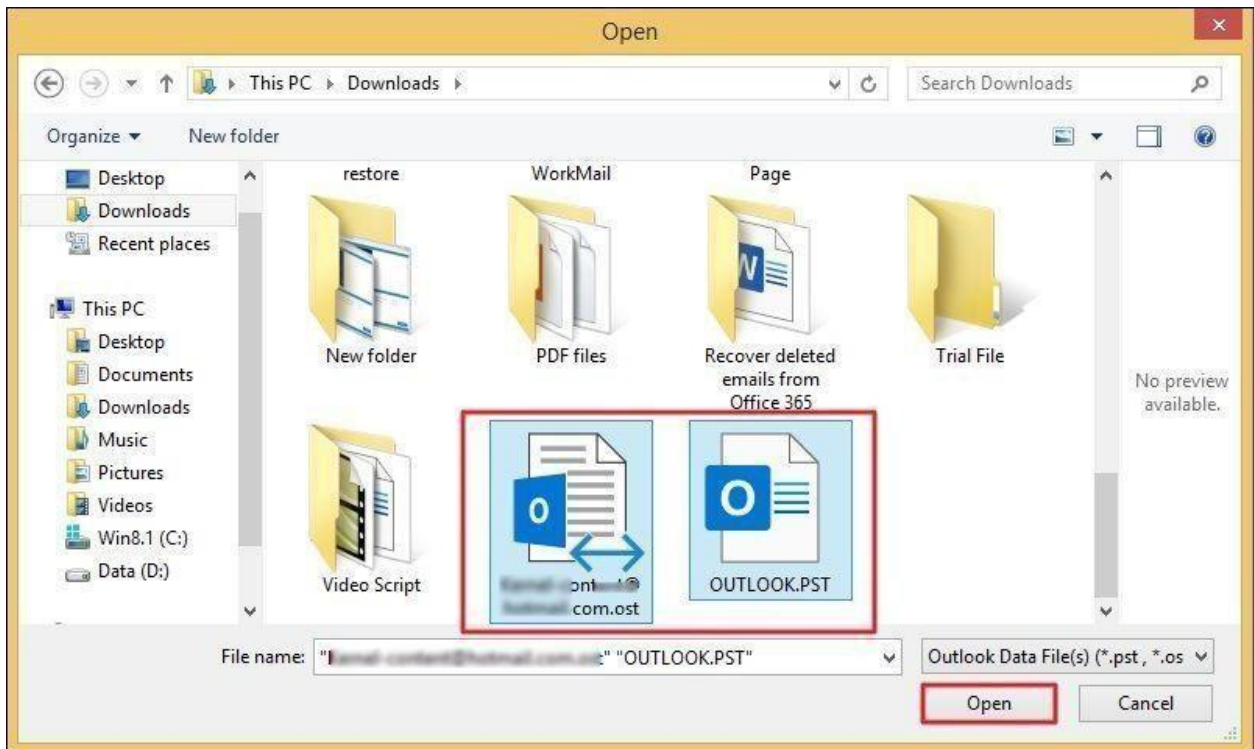 Open
This PC Downloads
Search Downloads
Organize
New folder
Desktop
Downloads
Recent places
This PC
Desktop
Documents
Downloads
Music
Pictures
Videos
Win8.1 (C:)
Data (D:)
restore
WorkMail
Page
New folder
PDF files
Recover deleted
emails from
Office 365
Trial File
Video Script
com.ost
OUTLOOK.PST
No preview
available.
File name: "OUTLOOK.PST"
Outlook Data File(s) (*.pst , *.os
Open
Cancel